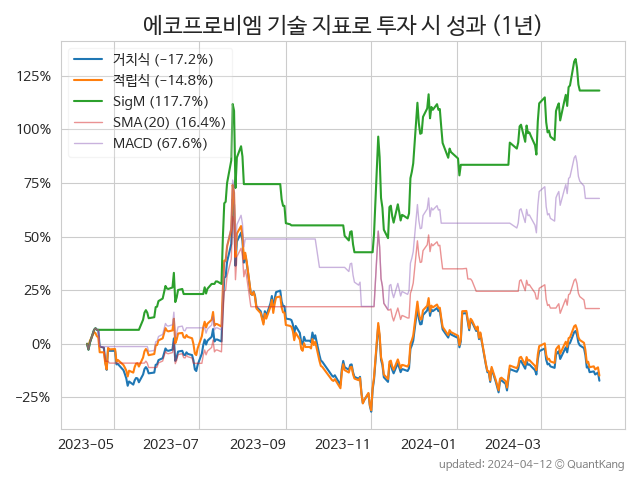 에코프로비엠 기술 지표로 투자 시 성과 (1년)
거치식 (−17.2%)
적립식 (−14.8%)
SigM (117.7%)
SMA(20) (16.4%)
MACD (67.6%)
125%
100%
75%
50%
25%
0%
−25%
2023-05 2023-07 2023-09 2023-11 2024-01 2024-03
updated: 2024-04-12 © QuantKang